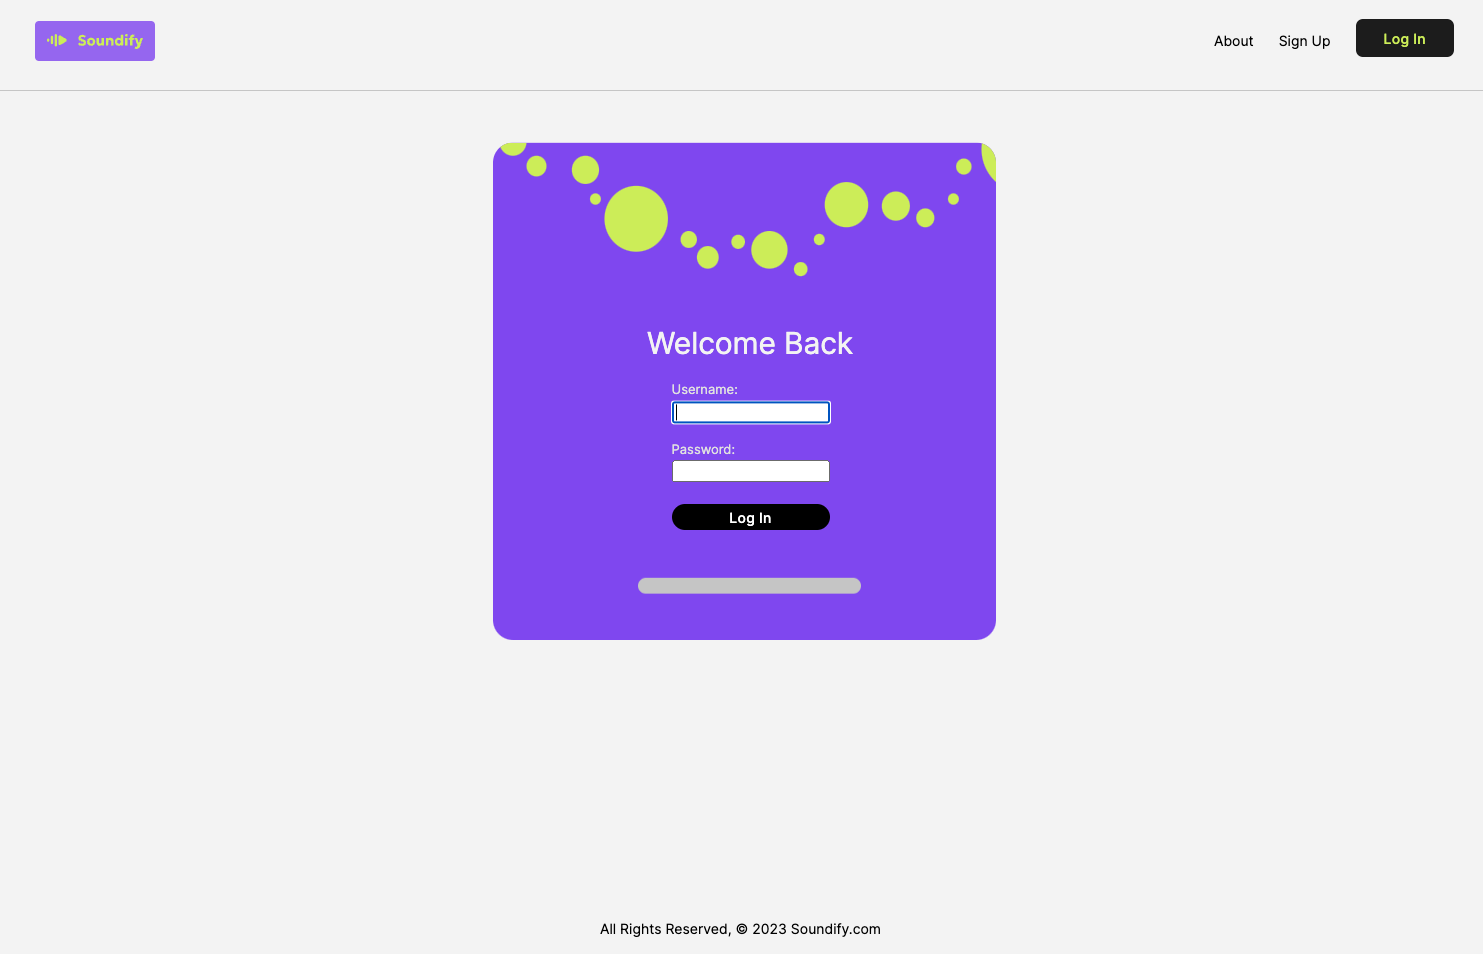 Soundify
About
Sign Up
Log In
Welcome Back
Username:
Password:
Log In
All Rights Reserved, © 2023 Soundify.com